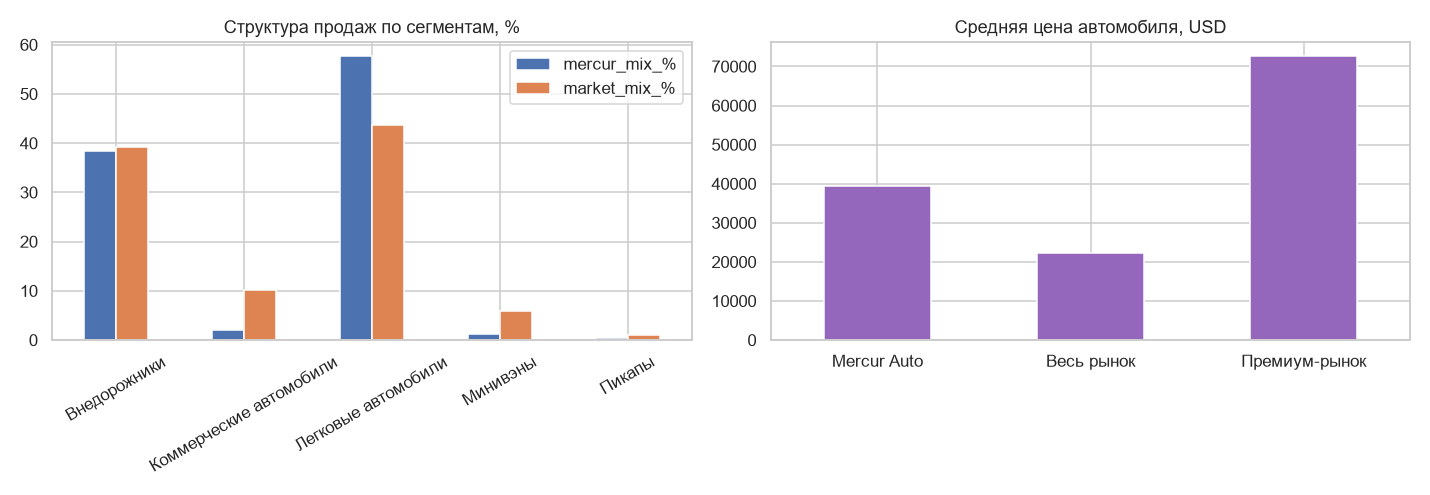 Структура продаж по сегментам, %
60
50
40
30
20
10
0
mercur_mix_%
market_mix_%
Внедорожники
Коммерческие автомобили
Легковые автомобили
Минивэны
Пикапы
Средняя цена автомобиля, USD
70000
60000
50000
40000
30000
20000
10000
0
Mercur Auto
Весь рынок
Премиум-рынок